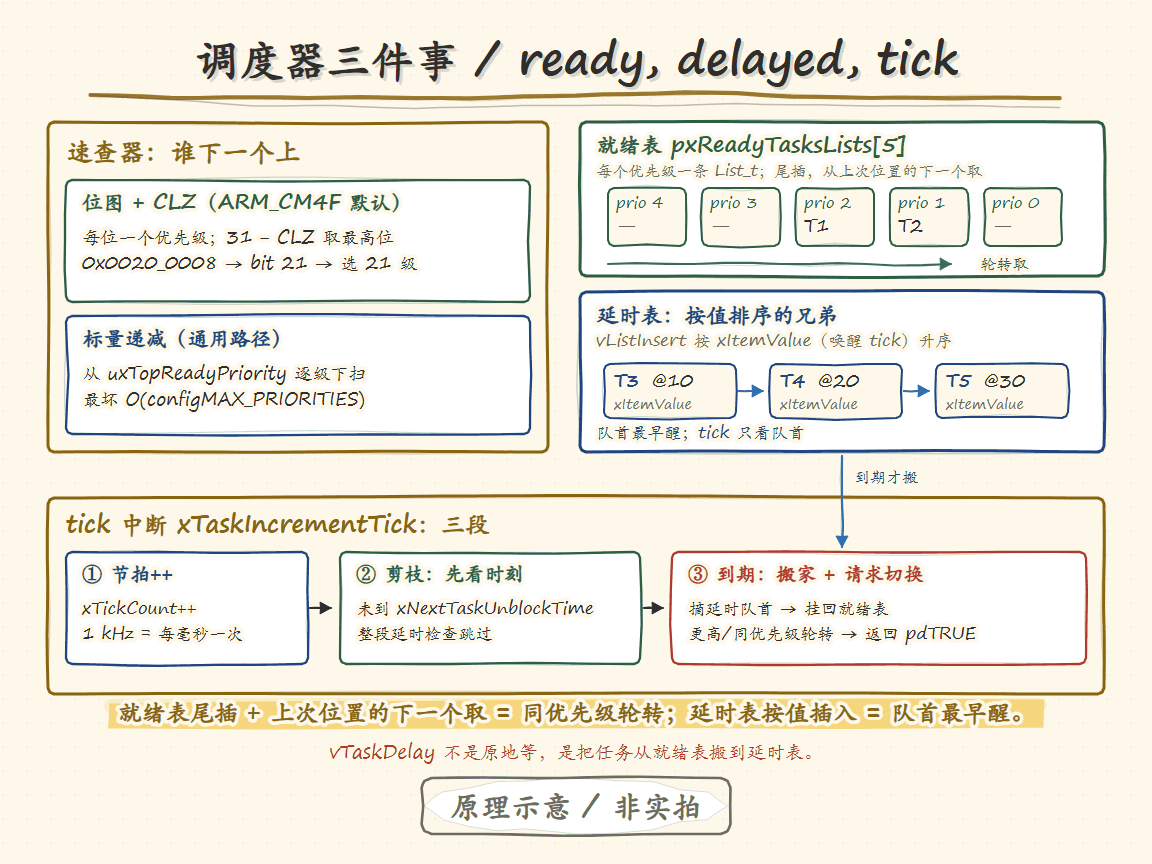 调度器三件事 / ready, delayed, tick
速查器：谁下一个上
位图 + CLZ（ARM_CM4F 默认）
每位一个优先级；31 - CLZ 取最高位
0x0020_0008 → bit 21 → 选 21 级
标量递减（通用路径）
从 uxTopReadyPriority 逐级下扫
最坏 O(configMAX_PRIORITIES)
就绪表 pxReadyTasksLists[5]
每个优先级一条 List_t；尾插，从上次位置的下一个取
prio 4
—
prio 3
—
prio 2
T1
prio 1
T2
prio 0
—
轮转取
延时表：按值排序的兄弟
vListInsert 按 xItemValue（唤醒 tick）升序
T3 @10
xItemValue
T4 @20
xItemValue
T5 @30
xItemValue
队首最早醒；tick 只看队首
到期才搬
tick 中断 xTaskIncrementTick：三段
① 节拍++
xTickCount++
1 kHz = 每毫秒一次
② 剪枝：先看时刻
未到 xNextTaskUnblockTime
整段延时检查跳过
③ 到期：搬家 + 请求切换
摘延时队首 → 挂回就绪表
更高/同优先级轮转 → 返回 pdTRUE
就绪表尾插 + 上次位置的下一个取 = 同优先级轮转；延时表按值插入 = 队首最早醒。
vTaskDelay 不是原地等，是把任务从就绪表搬到延时表。
原理示意 / 非实拍